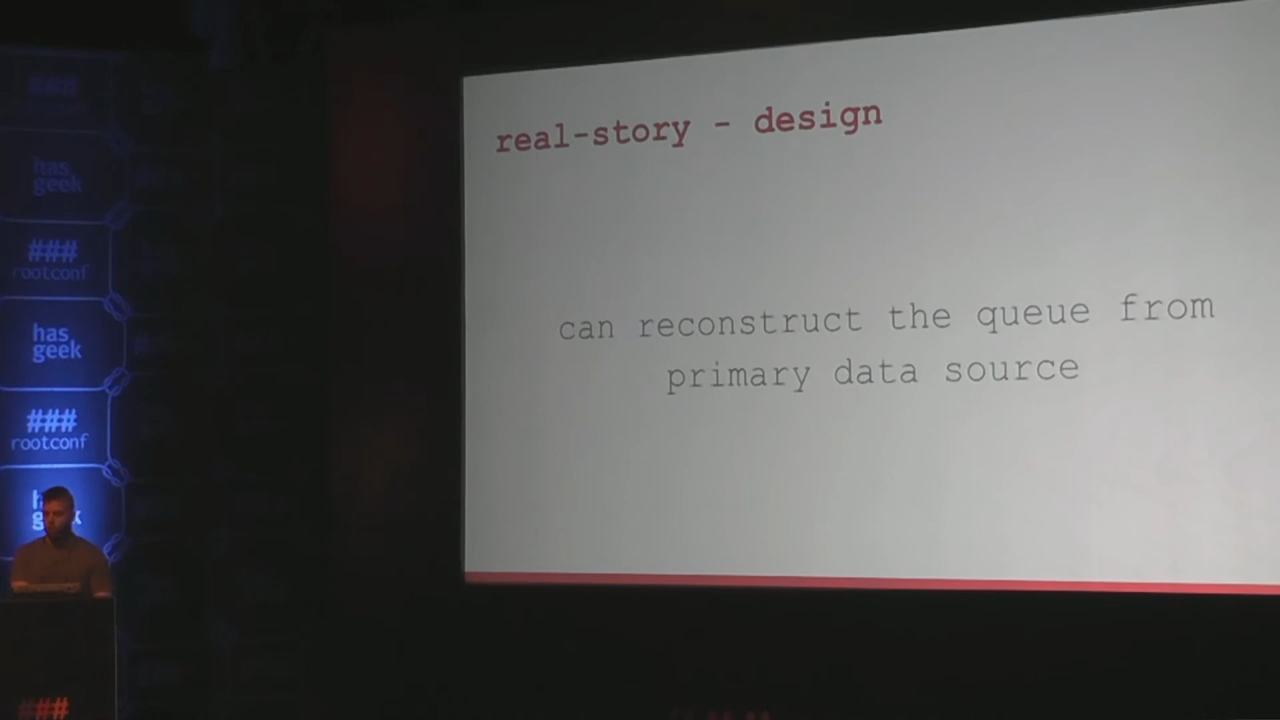 real-story - design
can reconstruct the queue from
primary data source
has
geek
###
rootconf
has
geek
###
rootconf
###